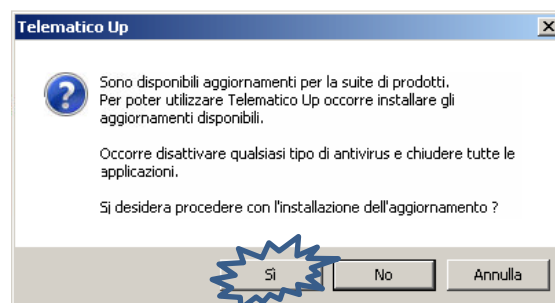 Telematico Up
Sono disponibili aggiornamenti per la suite di prodotti.
Per poter utilizzare Telematico Up occorre installare gli
aggiornamenti disponibili.
Occorre disattivare qualsiasi tipo di antivirus e chiudere tutte le
applicazioni.
Si desidera procedere con l'installazione dell'aggiornamento ?
Sì
No
Annulla